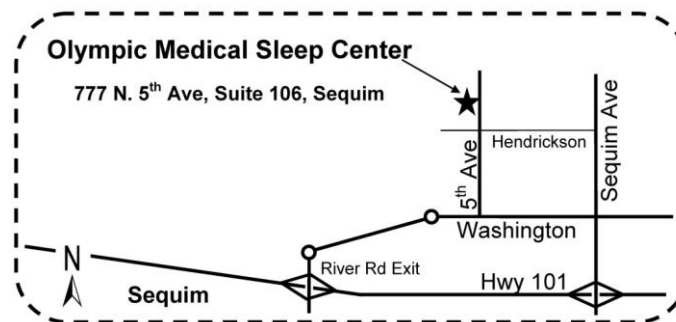 Olympic Medical Sleep Center
777 N. 5th Ave, Suite 106, Sequim
Hendrickson
5th Ave
Sequim Ave
Washington
River Rd Exit
Hwy 101
N
Sequim